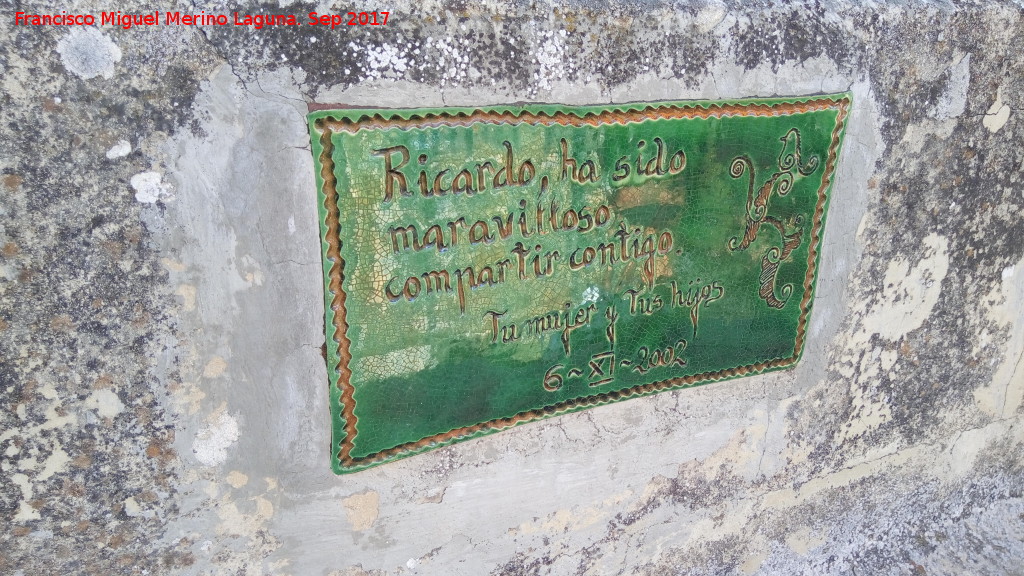 Francisco Miguel Merino Laguna. Sep 2017
Ricardo, ha sido
maravilloso
compartir contigo.
Tu mujer y Tus hijos
6~XI~2002